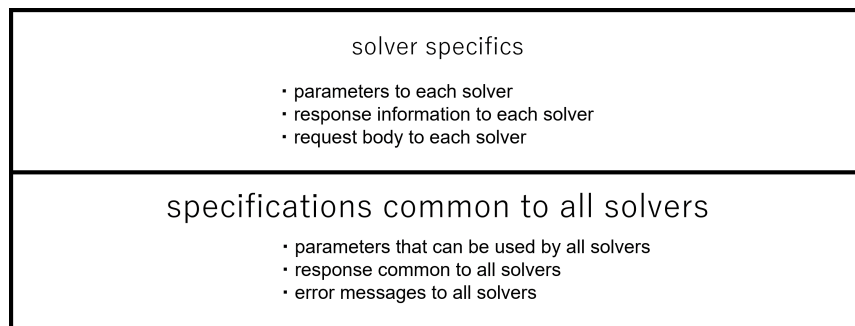 solver specifics
・parameters to each solver
・response information to each solver
・request body to each solver
specifications common to all solvers
・parameters that can be used by all solvers
・response common to all solvers
・error messages to all solvers